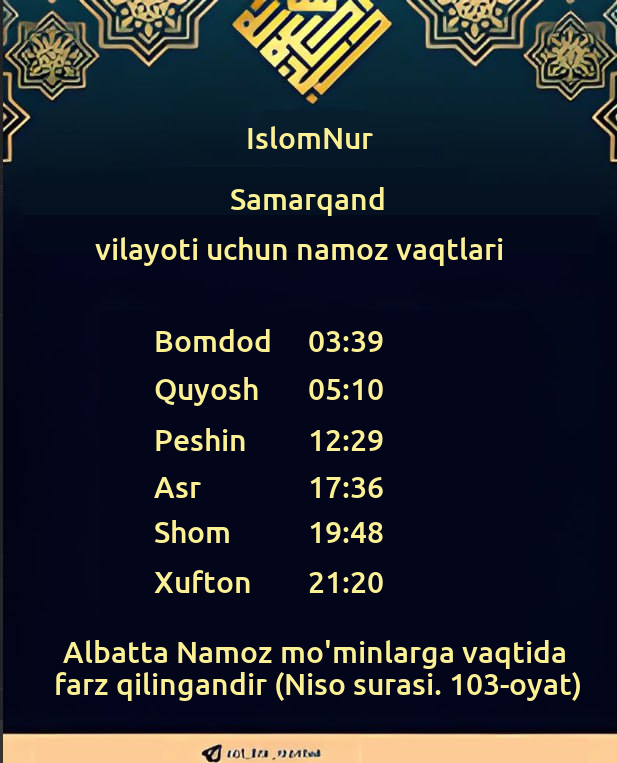 IslomNur
Samarqand
vilayoti uchun namoz vaqtlari
Bomdod 03:39
Quyosh 05:10
Peshin 12:29
Asr 17:36
Shom 19:48
Xufton 21:20
Albatta Namoz mo'minlarga vaqtida
farz qilingandir (Niso surasi. 103-oyat)